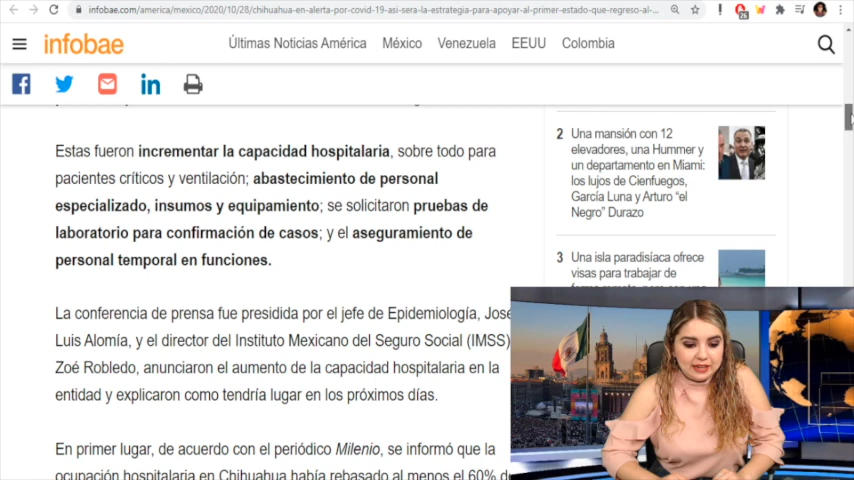 infobae.com/america/mexico/2020/10/28/chihuahua-en-alerta-por-covid-19-asi-sera-la-estrategia-para-apoyar-al-primer-estado-que-regreso-al-...
26
infobae
Últimas Noticias América México Venezuela EEUU Colombia
Estas fueron incrementar la capacidad hospitalaria, sobre todo para
pacientes críticos y ventilación; abastecimiento de personal
especializado, insumos y equipamiento; se solicitaron pruebas de
laboratorio para confirmación de casos; y el aseguramiento de
personal temporal en funciones.
La conferencia de prensa fue presidida por el jefe de Epidemiología, José
Luis Alomía, y el director del Instituto Mexicano del Seguro Social (IMSS)
Zoé Robledo, anunciaron el aumento de la capacidad hospitalaria en la
entidad y explicaron como tendría lugar en los próximos días.
En primer lugar, de acuerdo con el periódico Milenio, se informó que la
ocupación hospitalaria en Chihuahua había rebasado al menos el 60%
2 Una mansión con 12
elevadores, una Hummer y
un departamento en Miami:
los lujos de Cienfuegos,
García Luna y Arturo "el
Negro" Durazo
3 Una isla paradisíaca ofrece
visas para trabajar de